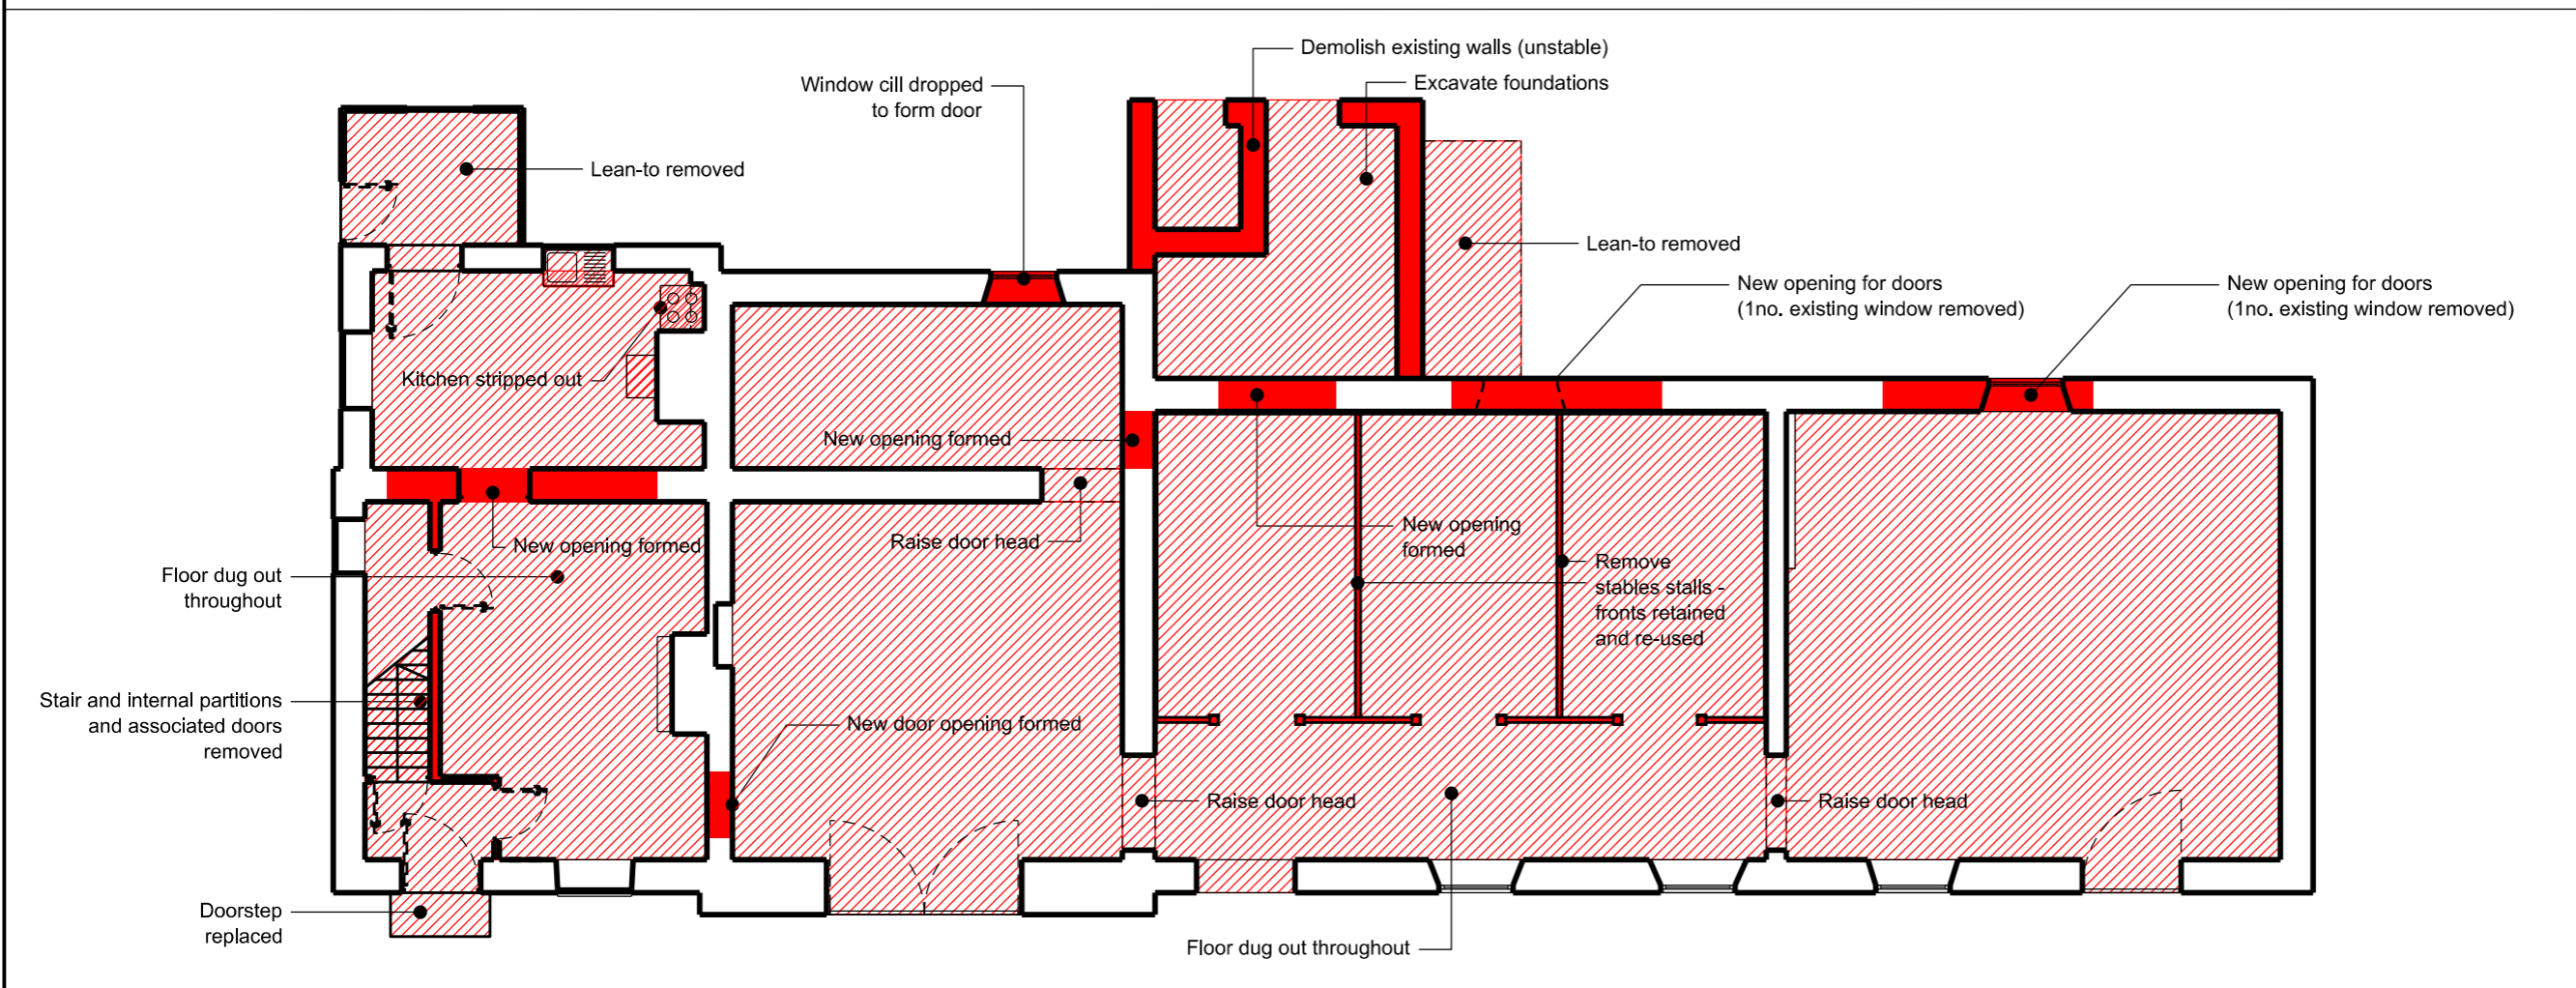 Demolish existing walls (unstable)
Excavate foundations
Window cill dropped
to form door
Lean-to removed
Lean-to removed
New opening for doors
(1no. existing window removed)
New opening for doors
(1no. existing window removed)
Kitchen stripped out
New opening formed
New opening formed
Raise door head
New opening
formed
Remove
stables stalls -
fronts retained
and re-used
Floor dug out
throughout
Stair and internal partitions
and associated doors
removed
New door opening formed
Raise door head
Raise door head
Doorstep
replaced
Floor dug out throughout